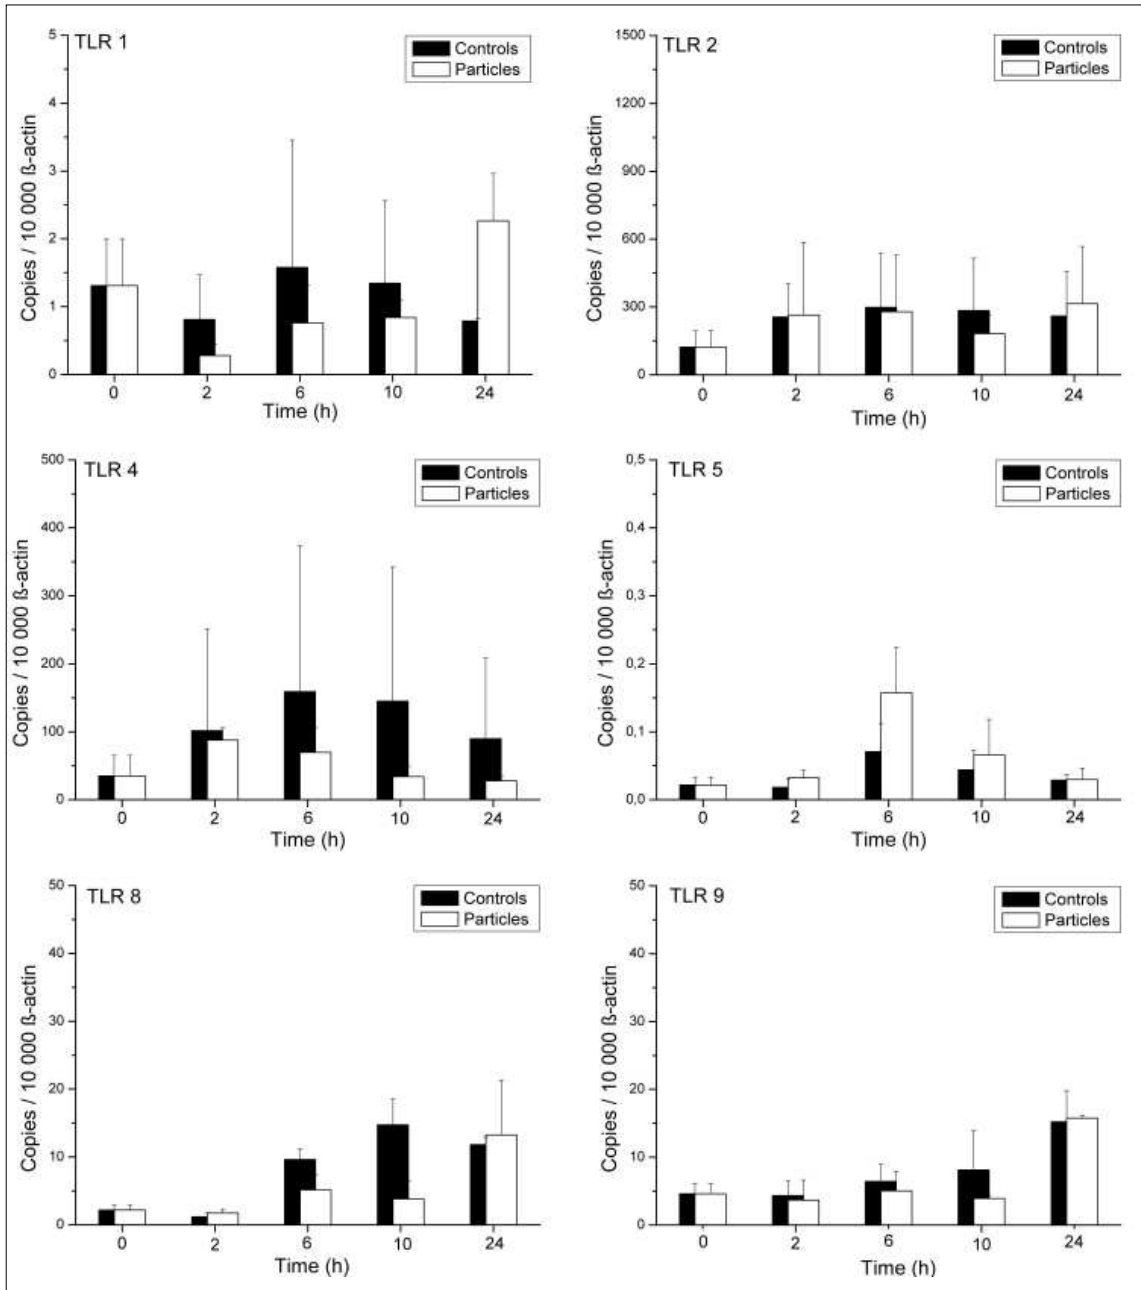 TLR 1
Controls
Particles
5
4
3
2
1
0
Copies / 10 000 ß-actin
0 2 6 10 24
Time (h)
TLR 2
Controls
Particles
1500
1200
900
600
300
0
Copies / 10 000 ß-actin
0 2 6 10 24
Time (h)
TLR 4
Controls
Particles
500
400
300
200
100
0
Copies / 10 000 ß-actin
0 2 6 10 24
Time (h)
TLR 5
Controls
Particles
0,5
0,4
0,3
0,2
0,1
0,0
Copies / 10 000 ß-actin
0 2 6 10 24
Time (h)
TLR 8
Controls
Particles
50
40
30
20
10
0
Copies / 10 000 ß-actin
0 2 6 10 24
Time (h)
TLR 9
Controls
Particles
50
40
30
20
10
0
Copies / 10 000 ß-actin
0 2 6 10 24
Time (h)